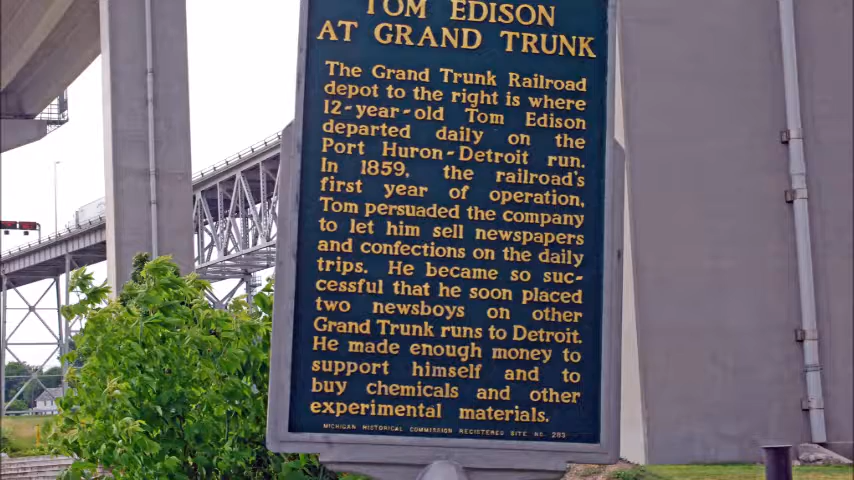 TOM EDISON
AT GRAND TRUNK
The Grand Trunk Railroad
depot to the right is where
12-year-old Tom Edison
departed daily on the
Port Huron-Detroit run.
In 1859, the railroad's
first year of operation,
Tom persuaded the company
to let him sell newspapers
and confections on the daily
trips. He became so suc-
cessful that he soon placed
two newsboys on other
Grand Trunk runs to Detroit.
He made enough money to
support himself and to
buy chemicals and other
experimental materials.
MICHIGAN HISTORICAL COMMISSION REGISTERED SITE NO. 283